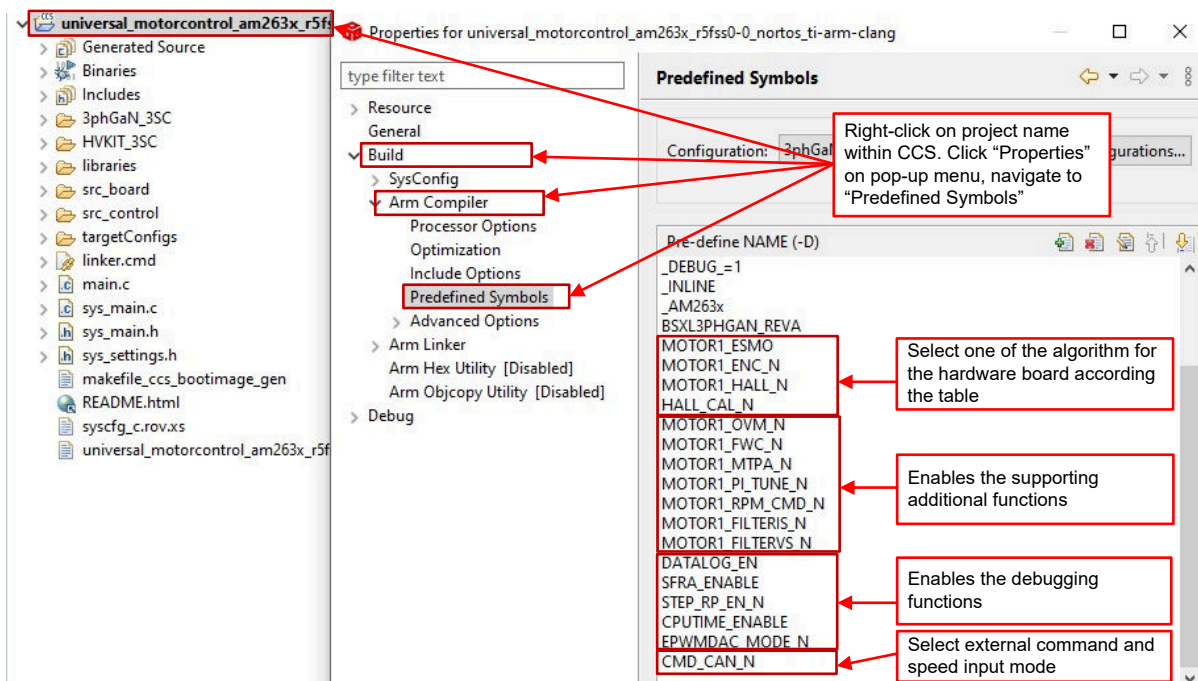 universal_motorcontrol_am263x_r5fs
Generated Source
Binaries
Includes
3phGaN_3SC
HVKIT_3SC
libraries
src_board
src_control
targetConfigs
linker.cmd
main.c
sys_main.c
sys_main.h
sys_settings.h
makefile_ccs_bootimage_gen
README.html
syscfg_c.rov.xs
universal_motorcontrol_am263x_r5f
Properties for universal_motorcontrol_am263x_r5fss0-0_nortos_ti-arm-clang
type filter text
Resource
General
Build
SysConfig
Arm Compiler
Processor Options
Optimization
Include Options
Predefined Symbols
Advanced Options
Arm Linker
Arm Hex Utility [Disabled]
Arm Objcopy Utility [Disabled]
Debug
Predefined Symbols
Configuration: 3phGaN
gurations...
Right-click on project name
within CCS. Click “Properties”
on pop-up menu, navigate to
“Predefined Symbols”
Pre-define NAME (-D)
_DEBUG_=1
_INLINE
_AM263x
BSXL3PHGAN_REVA
MOTOR1_ESMO
MOTOR1_ENC_N
MOTOR1_HALL_N
HALL_CAL_N
MOTOR1_OVM_N
MOTOR1_FWC_N
MOTOR1_MTPA_N
MOTOR1_PI_TUNE_N
MOTOR1_RPM_CMD_N
MOTOR1_FILTERIS_N
MOTOR1_FILTERVS_N
DATALOG_EN
SFRA_ENABLE
STEP_RP_EN_N
CPUTIME_ENABLE
EPWMDAC_MODE_N
CMD_CAN_N
Select one of the algorithm for
the hardware board according
the table
Enables the supporting
additional functions
Enables the debugging
functions
Select external command and
speed input mode